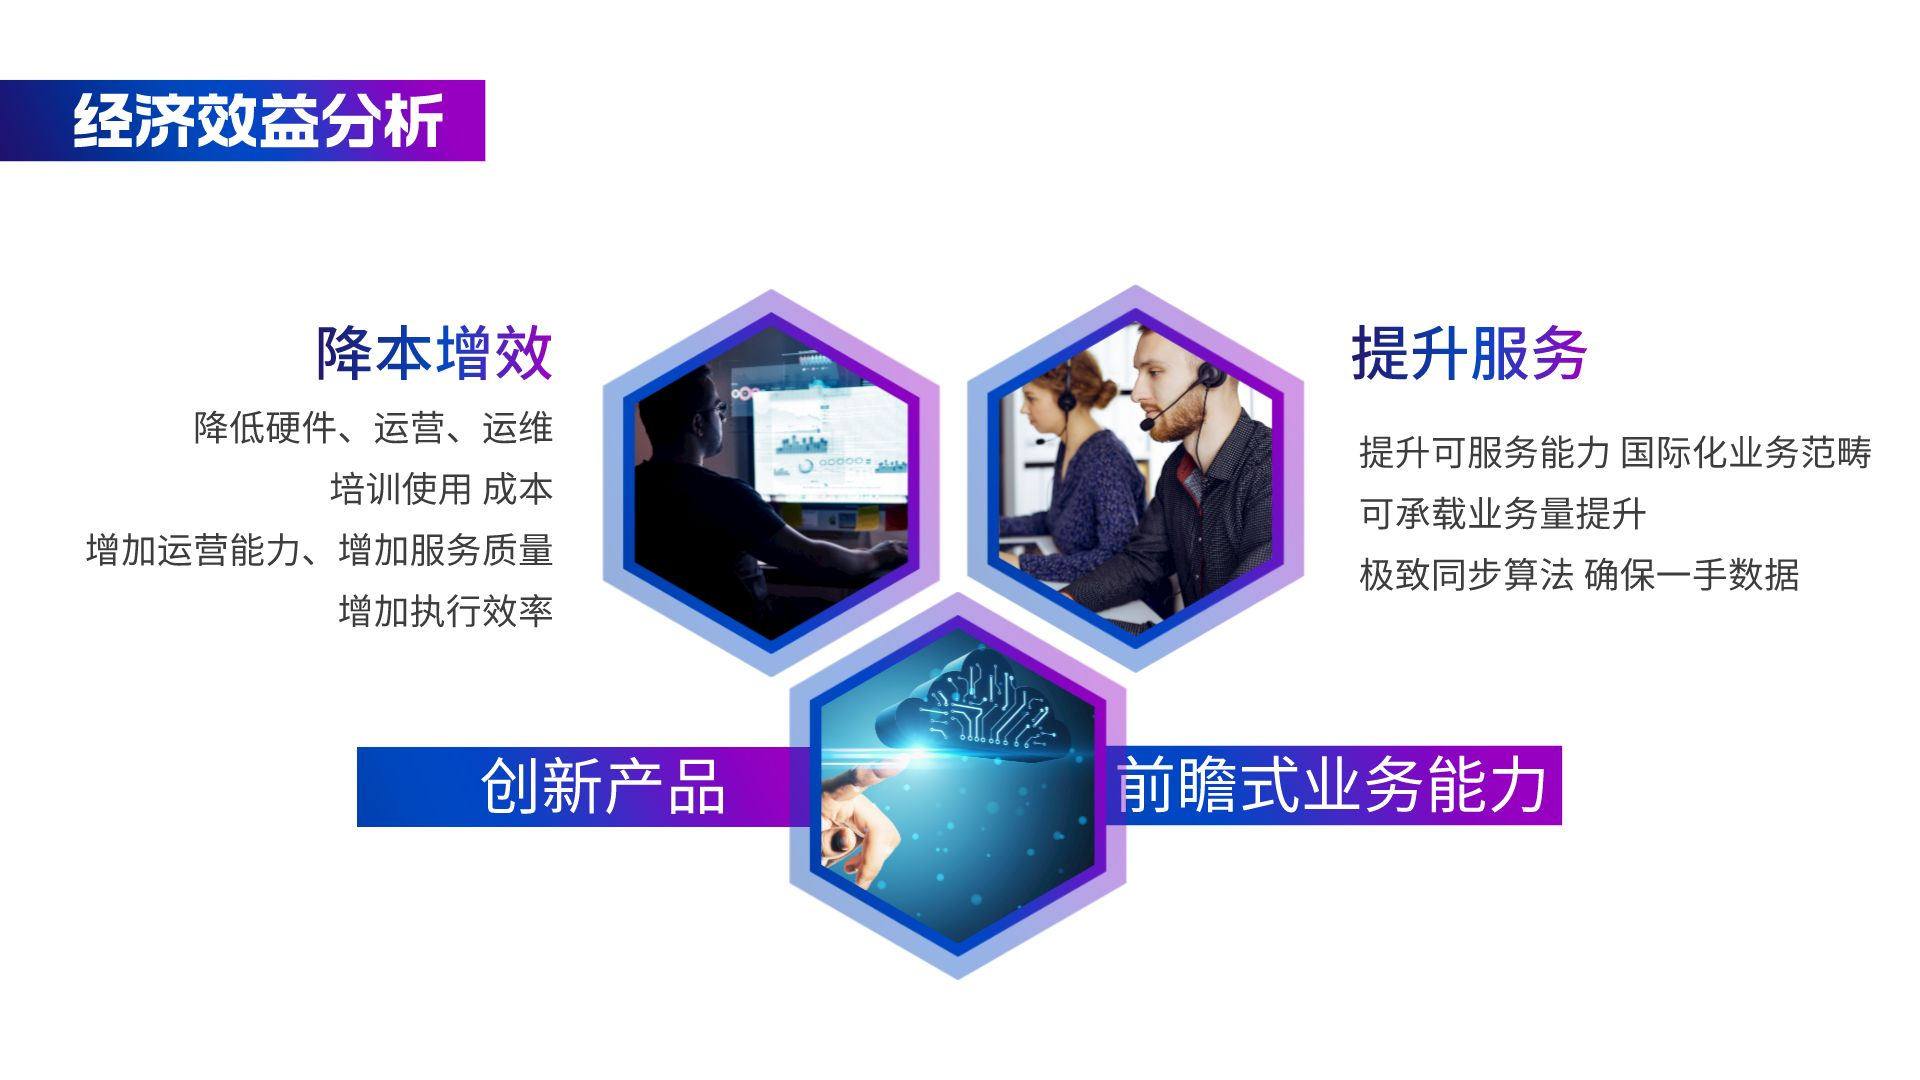 经济效益分析
降本增效
降低硬件、运营、运维
培训使用 成本
增加运营能力、增加服务质量
增加执行效率
提升服务
提升可服务能力 国际化业务范畴
可承载业务量提升
极致同步算法 确保一手数据
创新产品
前瞻式业务能力